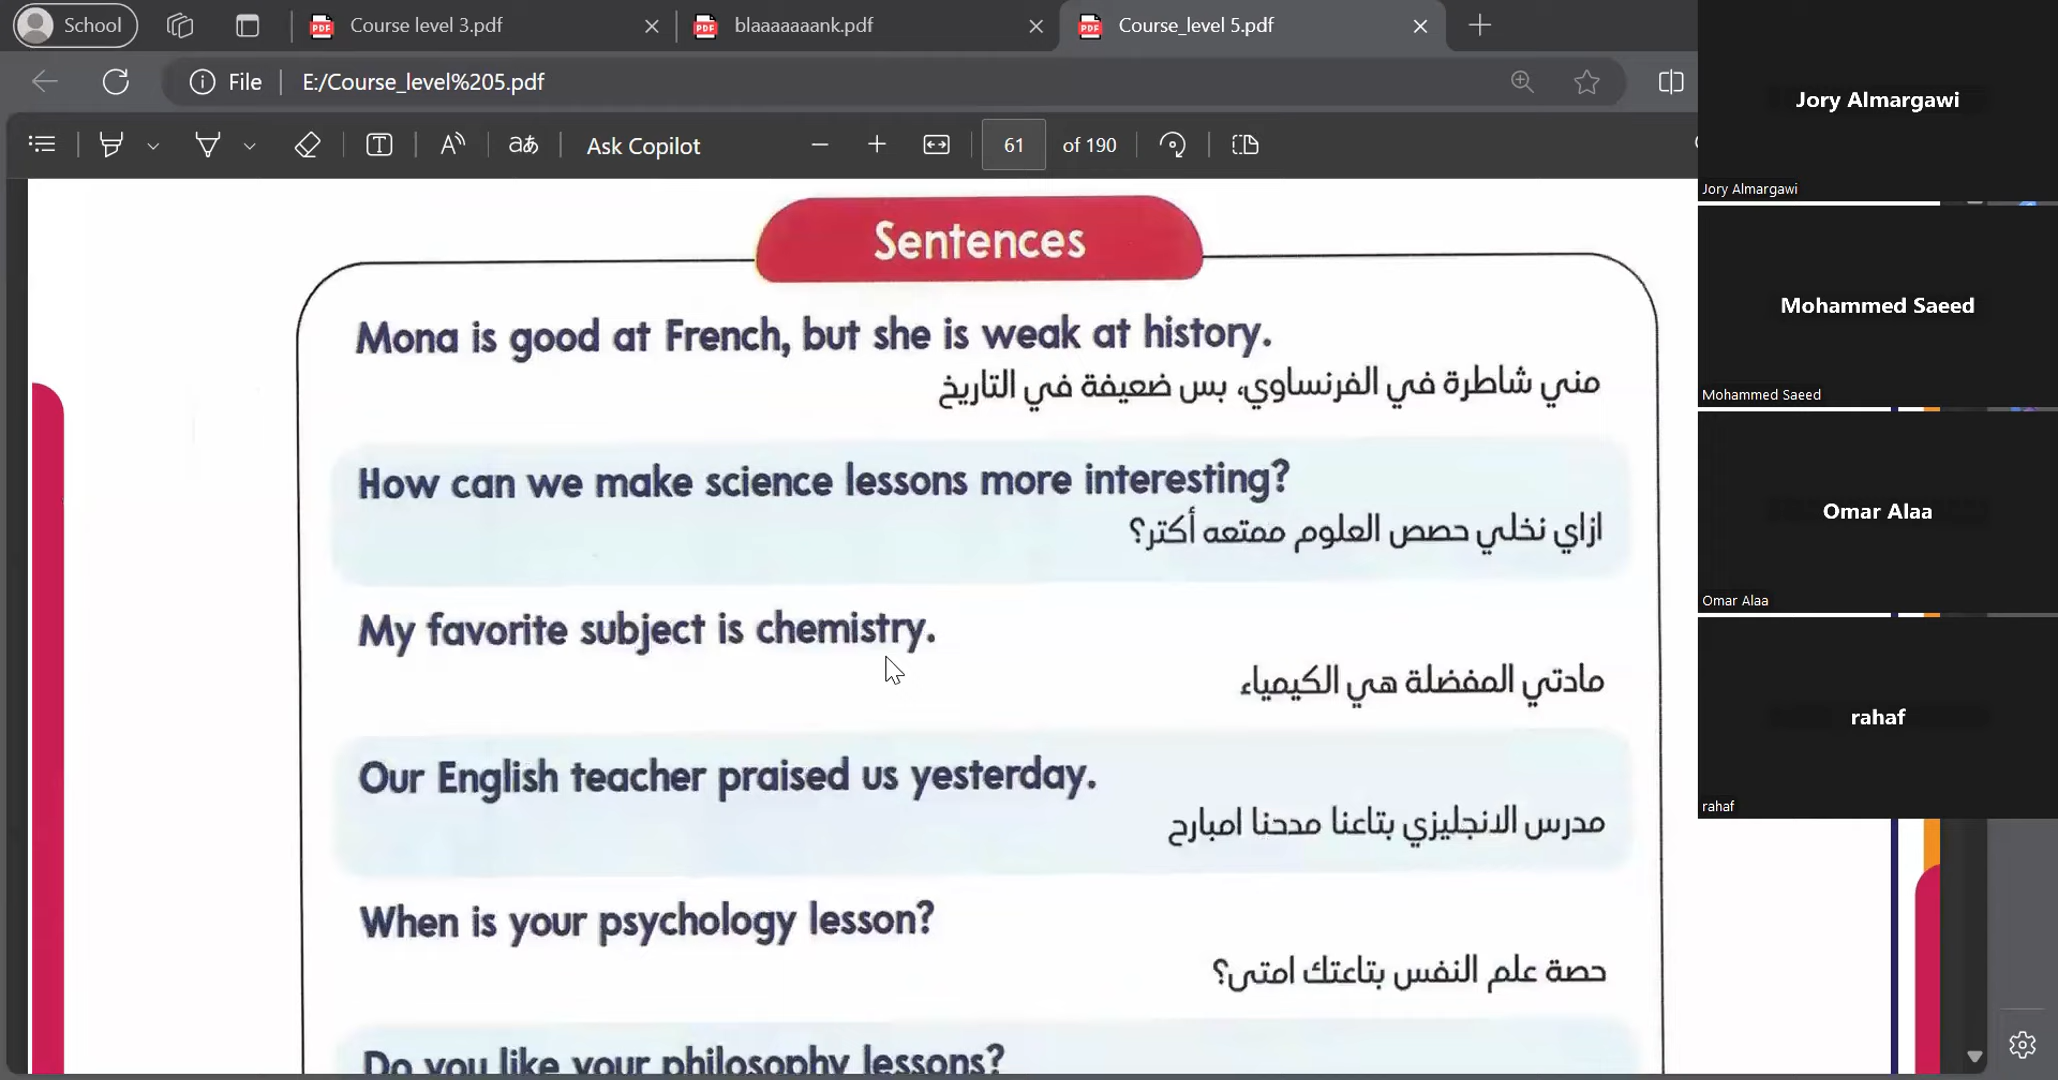 School
Course level 3.pdf
blaaaaaaank.pdf
Course_level 5.pdf
File
E:/Course_level%205.pdf
Ask Copilot
61
of 190
Sentences
Mona is good at French, but she is weak at history.
مني شاطرة في الفرنساوي، بس ضعيفة في التاريخ
How can we make science lessons more interesting?
ازاي نخلي حصص العلوم ممتعه أكتر؟
My favorite subject is chemistry.
مادتي المفضلة هي الكيمياء
Our English teacher praised us yesterday.
مدرس الانجليزي بتاعنا مدحنا امبارح
When is your psychology lesson?
حصة علم النفس بتاعتك امتى؟
Do you like your philosophy lessons?
Jory Almargawi
Jory Almargawi
Mohammed Saeed
Mohammed Saeed
Omar Alaa
Omar Alaa
rahaf
rahaf